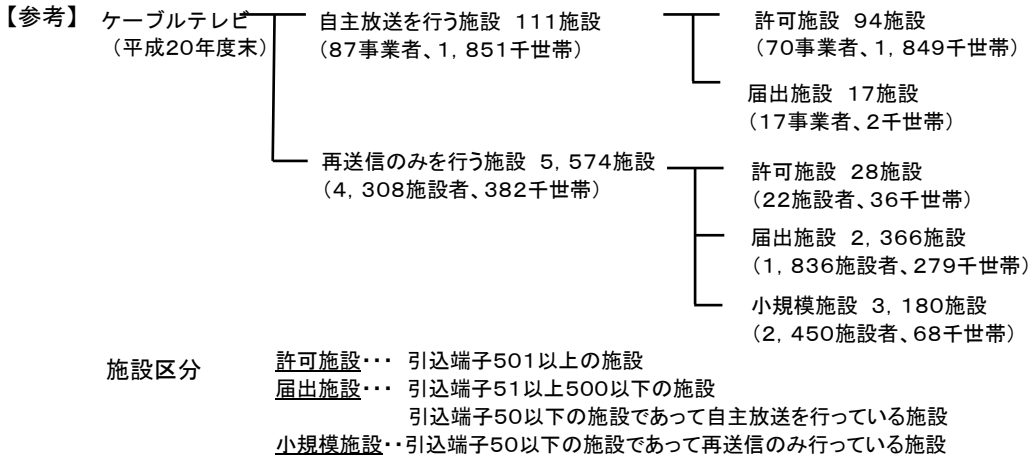 【参考】 ケーブルテレビ
（平成20年度末）
自主放送を行う施設 111施設
（87事業者、1，851千世帯）
許可施設 94施設
（70事業者、1，849千世帯）
届出施設 17施設
（17事業者、2千世帯）
再送信のみを行う施設 5，574施設
（4，308施設者、382千世帯）
許可施設 28施設
（22施設者、36千世帯）
届出施設 2，366施設
（1，836施設者、279千世帯）
小規模施設 3，180施設
（2，450施設者、68千世帯）
施設区分
許可施設・・・ 引込端子501以上の施設
届出施設・・・ 引込端子51以上500以下の施設
引込端子50以下の施設であって自主放送を行っている施設
小規模施設・・引込端子50以下の施設であって再送信のみ行っている施設